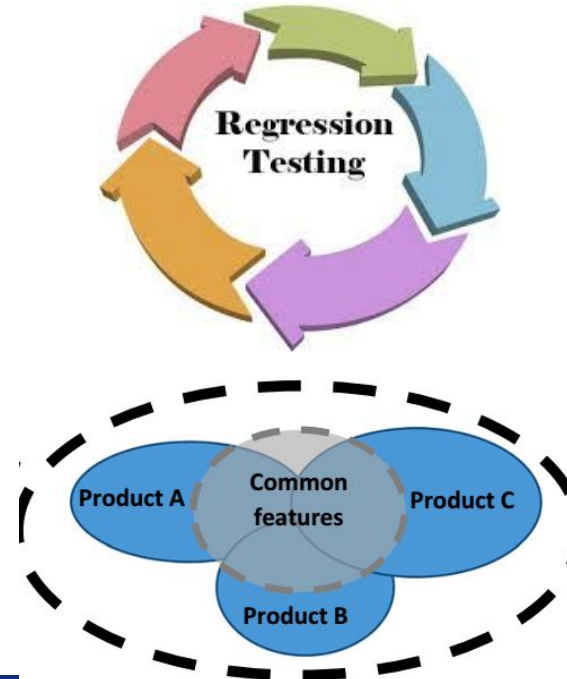 Regression
Testing
Common
features
Product A
Product C
Product B